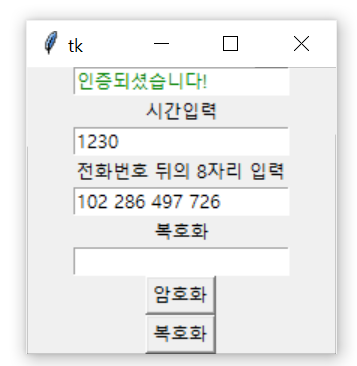 tk
인증되셨습니다!
시간입력
1230
전화번호 뒤의 8자리 입력
102 286 497 726
복호화
암호화
복호화